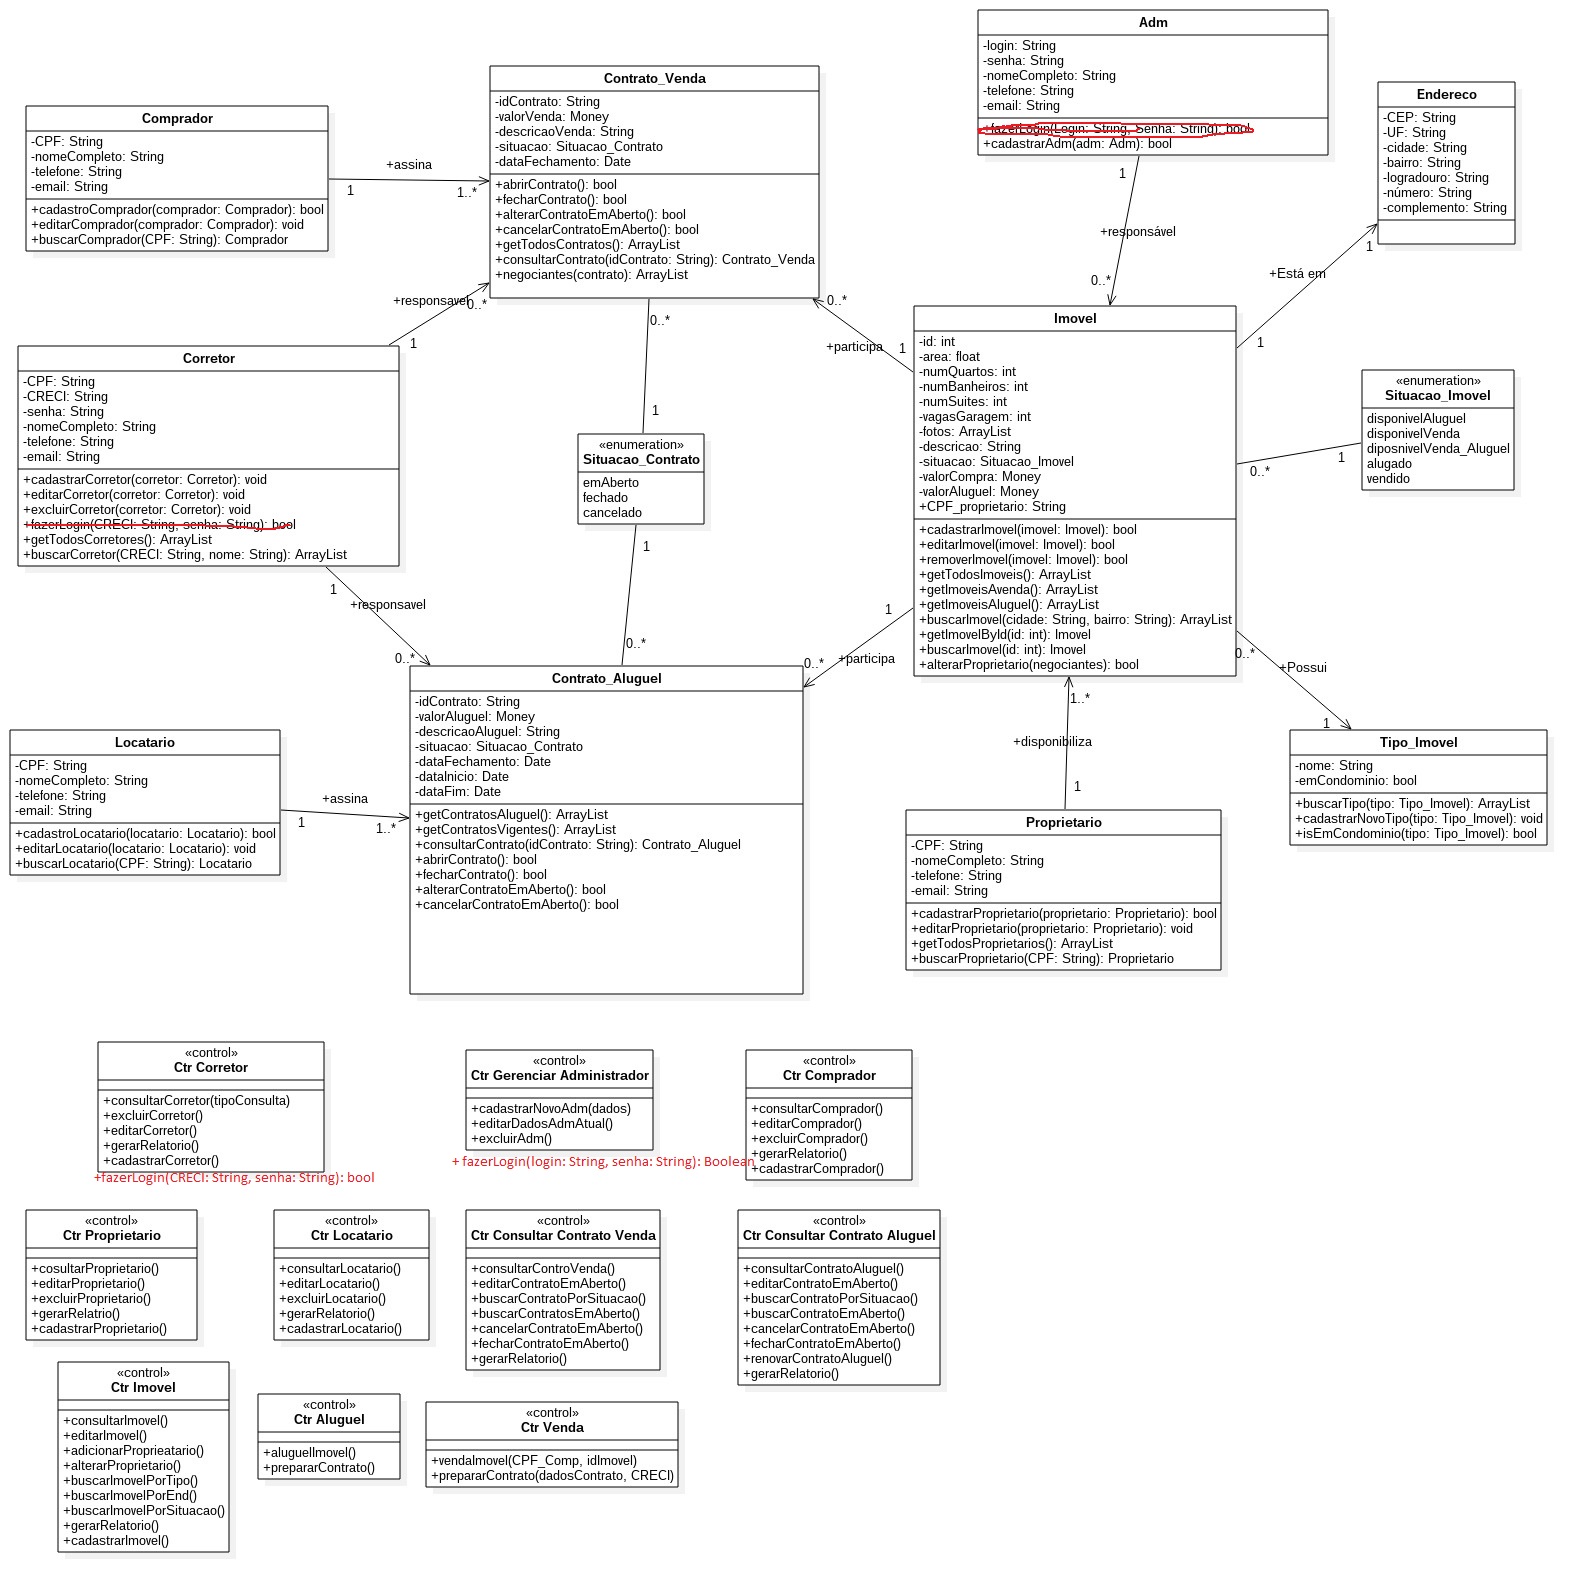 Adm
-login: String
-senha: String
-nomeCompleto: String
-telefone: String
-email: String
+fazerLogin(Login: String, Senha: String): bool
+cadastrarAdm(adm: Adm): bool
Contrato_Venda
-idContrato: String
-valorVenda: Money
-descricaoVenda: String
-situacao: Situacao_Contrato
-dataFechamento: Date
+abrirContrato(): bool
+fecharContrato(): bool
+alterarContratoEmAberto(): bool
+cancelarContratoEmAberto(): bool
+getTodosContratos(): ArrayList
+consultarContrato(idContrato: String): Contrato_Venda
+negociantes(contrato): ArrayList
Endereco
-CEP: String
-UF: String
-cidade: String
-bairro: String
-logradouro: String
-número: String
-complemento: String
Comprador
-CPF: String
-nomeCompleto: String
-telefone: String
-email: String
+cadastroComprador(comprador: Comprador): bool
+editarComprador(comprador: Comprador): void
+buscarComprador(CPF: String): Comprador
+assina
1
1..*
1
+responsável
0..*
1
+Está em
1
+responsavel
0..*
1
0..*
+participa
1
0..*
1
Corretor
-CPF: String
-CRECI: String
-senha: String
-nomeCompleto: String
-telefone: String
-email: String
+cadastrarCorretor(corretor: Corretor): void
+editarCorretor(corretor: Corretor): void
+excluirCorretor(corretor: Corretor): void
+fazerLogin(CRECI: String, senha: String): bool
+getTodosCorretores(): ArrayList
+buscarCorretor(CRECI: String, nome: String): ArrayList
«enumeration»
Situacao_Contrato
emAberto
fechado
cancelado
Imovel
-id: int
-area: float
-numQuartos: int
-numBanheiros: int
-numSuites: int
-vagasGaragem: int
-fotos: ArrayList
-descricao: String
-situacao: Situacao_Imovel
-valorCompra: Money
-valorAluguel: Money
+CPF_proprietario: String
+cadastrarImovel(imovel: Imovel): bool
+editarImovel(imovel: Imovel): bool
+removerImovel(imovel: Imovel): bool
+getTodosImoveis(): ArrayList
+getImoveisAvenda(): ArrayList
+getImoveisAluguel(): ArrayList
+buscarImovel(cidade: String, bairro: String): ArrayList
+getImovelById(id: int): Imovel
+buscarImovel(id: int): Imovel
+alterarProprietario(negociantes): bool
«enumeration»
Situacao_Imovel
disponivelAluguel
disponivelVenda
diposnivelVenda_Aluguel
alugado
vendido
1
0..*
1
0..*
1
+responsavel
0..*
1
+participa
0..*
0..*
+Possui
1
1..*
+disponibiliza
1
Locatario
-CPF: String
-nomeCompleto: String
-telefone: String
-email: String
+cadastroLocatario(locatario: Locatario): bool
+editarLocatario(locatario: Locatario): void
+buscarLocatario(CPF: String): Locatario
+assina
1
1..*
Contrato_Aluguel
-idContrato: String
-valorAluguel: Money
-descricaoAluguel: String
-situacao: Situacao_Contrato
-dataFechamento: Date
-dataInicio: Date
-dataFim: Date
+getContratosAluguel(): ArrayList
+getContratosVigentes(): ArrayList
+consultarContrato(idContrato: String): Contrato_Aluguel
+abrirContrato(): bool
+fecharContrato(): bool
+alterarContratoEmAberto(): bool
+cancelarContratoEmAberto(): bool
Proprietario
-CPF: String
-nomeCompleto: String
-telefone: String
-email: String
+cadastrarProprietario(proprietario: Proprietario): bool
+editarProprietario(proprietario: Proprietario): void
+getTodosProprietarios(): ArrayList
+buscarProprietario(CPF: String): Proprietario
Tipo_Imovel
-nome: String
-emCondominio: bool
+buscarTipo(tipo: Tipo_Imovel): ArrayList
+cadastrarNovoTipo(tipo: Tipo_Imovel): void
+isEmCondominio(tipo: Tipo_Imovel): bool
«control»
Ctr Corretor
+consultarCorretor(tipoConsulta)
+excluirCorretor()
+editarCorretor()
+gerarRelatorio()
+cadastrarCorretor()
+fazerLogin(CRECI: String, senha: String): bool
«control»
Ctr Gerenciar Administrador
+cadastrarNovoAdm(dados)
+editarDadosAdmAtual()
+excluirAdm()
+ fazerLogin(login: String, senha: String): Boolean
«control»
Ctr Comprador
+consultarComprador()
+editarComprador()
+excluirComprador()
+gerarRelatorio()
+cadastrarComprador()
«control»
Ctr Proprietario
+cosultarProprietario()
+editarProprietario()
+excluirProprietario()
+gerarRelatrio()
+cadastrarProprietario()
«control»
Ctr Locatario
+consultarLocatario()
+editarLocatario()
+excluirLocatario()
+gerarRelatorio()
+cadastrarLocatario()
«control»
Ctr Consultar Contrato Venda
+consultarControVenda()
+editarContratoEmAberto()
+buscarContratoPorSituacao()
+buscarContratosEmAberto()
+cancelarContratoEmAberto()
+fecharContratoEmAberto()
+gerarRelatorio()
«control»
Ctr Consultar Contrato Aluguel
+consultarContratoAluguel()
+editarContratoEmAberto()
+buscarContratoPorSituacao()
+buscarContratoEmAberto()
+cancelarContratoEmAberto()
+fecharContratoEmAberto()
+renovarContratoAluguel()
+gerarRelatorio()
«control»
Ctr Imovel
+consultarImovel()
+editarImovel()
+adicionarProprieatario()
+alterarProprietario()
+buscarImovelPorTipo()
+buscarImovelPorEnd()
+buscarImovelPorSituacao()
+gerarRelatorio()
+cadastrarImovel()
«control»
Ctr Aluguel
+aluguelImovel()
+prepararContrato()
«control»
Ctr Venda
+vendaImovel(CPF_Comp, idImovel)
+prepararContrato(dadosContrato, CRECI)